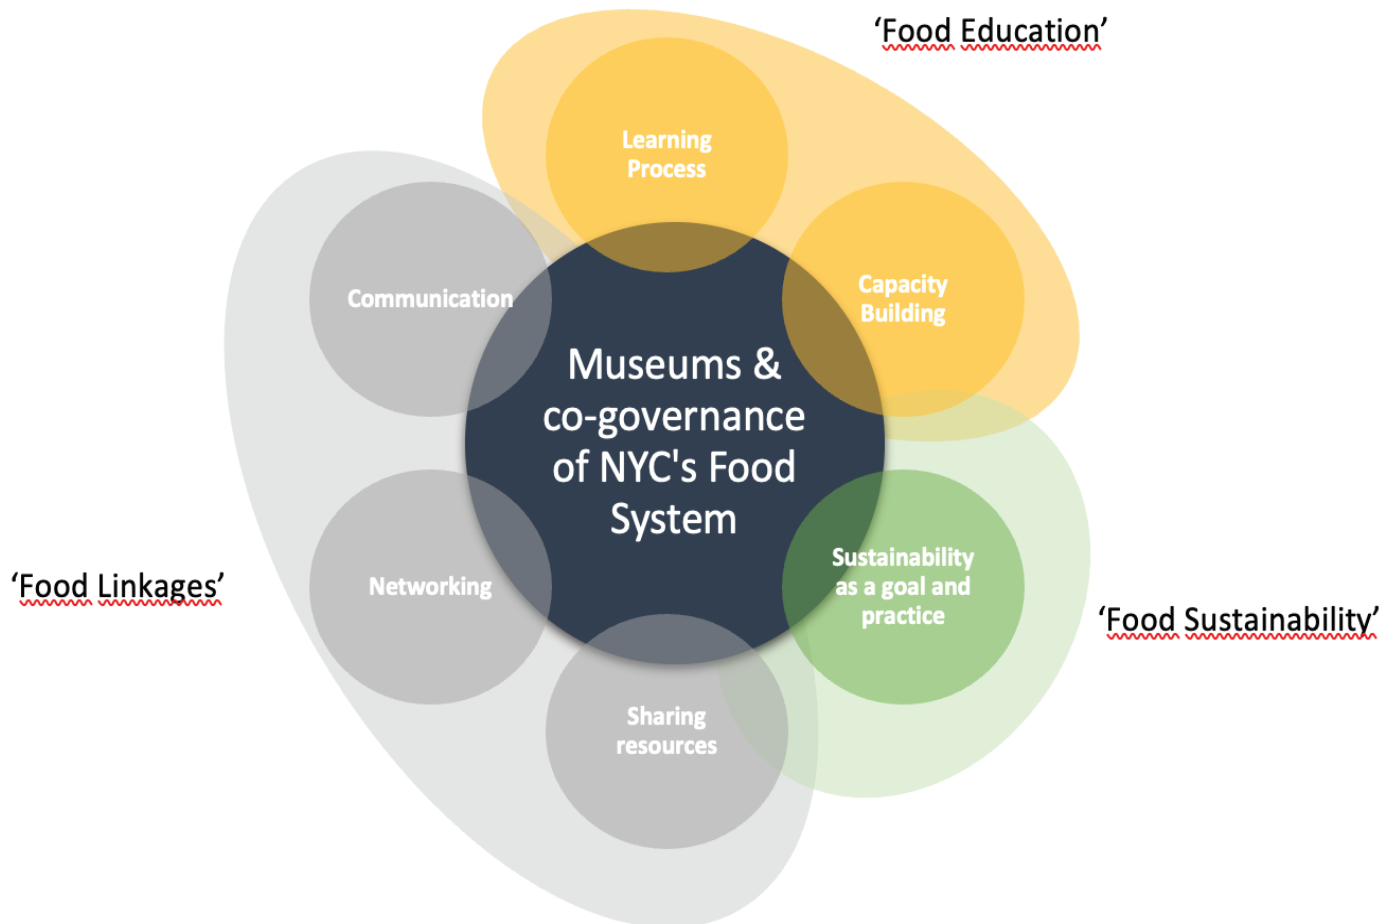 ‘Food Education’
Learning
Process
Capacity
Building
Communication
Museums &
co-governance
of NYC's Food
System
Networking
Sustainability
as a goal and
practice
Sharing
resources
‘Food Linkages’
‘Food Sustainability’